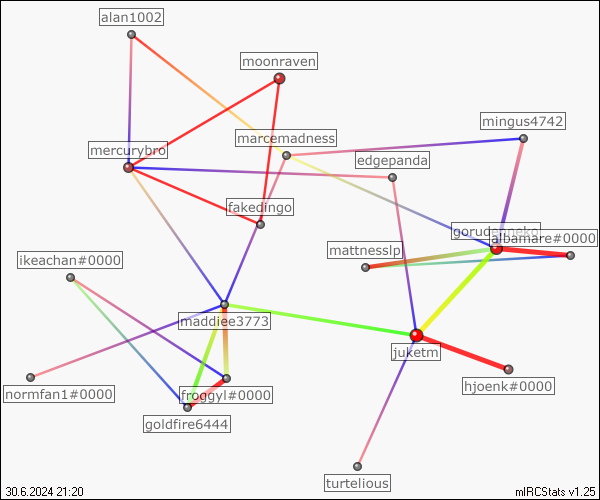 alan1002
moonraven
mingus4742
marcemadness
mercurybro
edgepanda
fakedingo
gorudenneko
albamare#0000
mattnesslp
ikeachan#0000
maddiee3773
juketm
hjoenk#0000
normfan1#0000
froggyl#0000
goldfire6444
turtelious
30.6.2024 21:20
mIRCStats v1.25